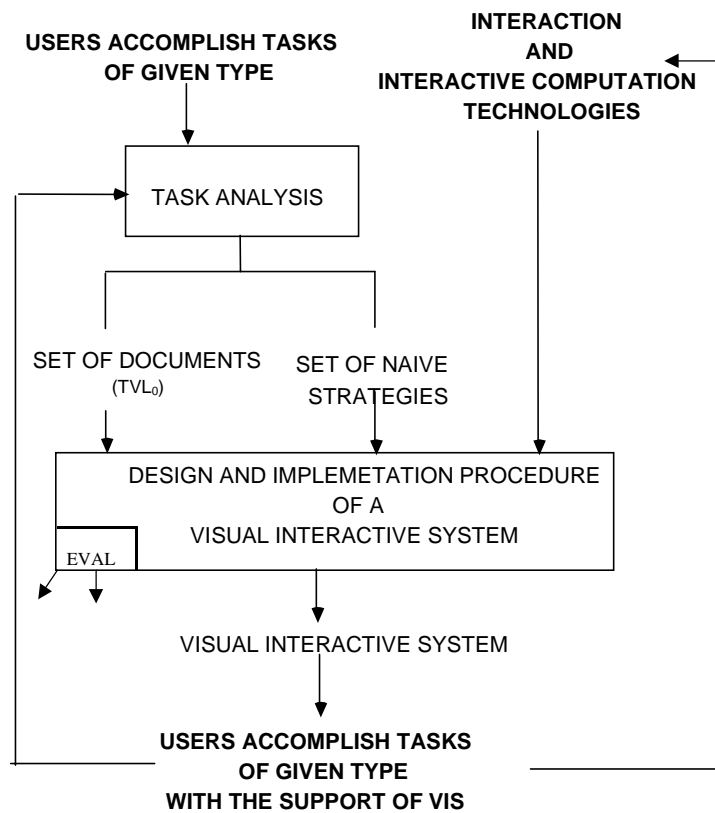 USERS ACCOMPLISH TASKS
OF GIVEN TYPE
INTERACTION
AND
INTERACTIVE COMPUTATION
TECHNOLOGIES
TASK ANALYSIS
SET OF DOCUMENTS
(TVL₀)
SET OF NAIVE
STRATEGIES
DESIGN AND IMPLEMETATION PROCEDURE
OF A
VISUAL INTERACTIVE SYSTEM
EVAL
VISUAL INTERACTIVE SYSTEM
USERS ACCOMPLISH TASKS
OF GIVEN TYPE
WITH THE SUPPORT OF VIS